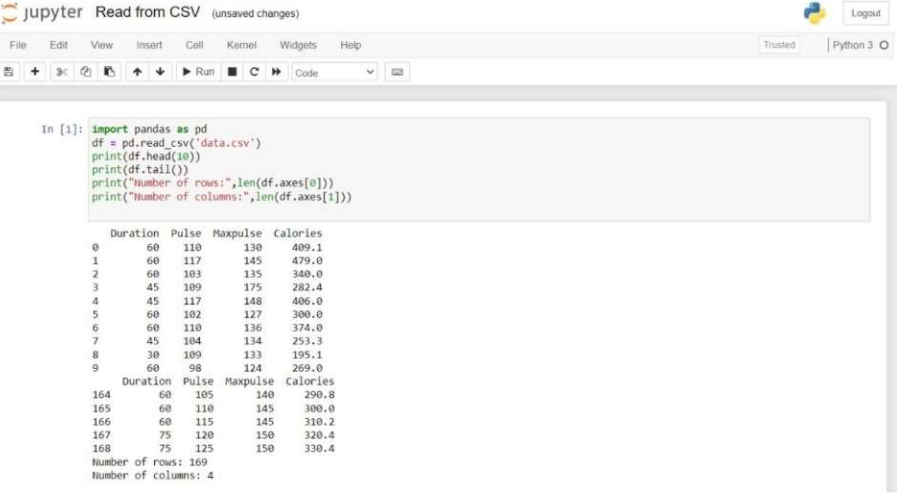 jupyter Read from CSV (unsaved changes) Logout
File Edit View Insert Cell Kernel Widgets Help Trusted Python 3
Run Code
In [1]: import pandas as pd
df = pd.read_csv('data.csv')
print(df.head(10))
print(df.tail())
print("Number of rows:",len(df.axes[0]))
print("Number of columns:",len(df.axes[1]))
Duration Pulse Maxpulse Calories
0 60 110 130 409.1
1 60 117 145 479.0
2 60 103 135 340.0
3 45 109 175 282.4
4 45 117 148 406.0
5 60 102 127 300.0
6 60 110 136 374.0
7 45 104 134 253.3
8 30 109 133 195.1
9 60 98 124 269.0
Duration Pulse Maxpulse Calories
164 60 105 140 290.8
165 60 110 145 300.0
166 60 115 145 310.2
167 75 120 150 320.4
168 75 125 150 330.4
Number of rows: 169
Number of columns: 4